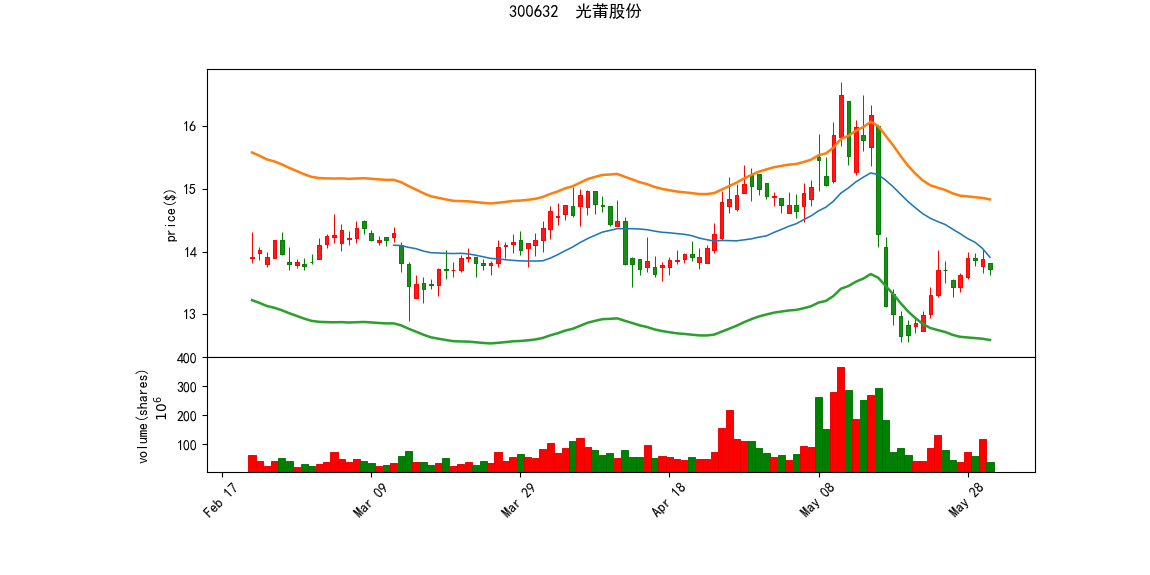 300632 光莆股份
price($)
16
15
14
13
volume(shares)
10^6
400
300
200
100
Feb 17
Mar 09
Mar 29
Apr 18
May 08
May 28